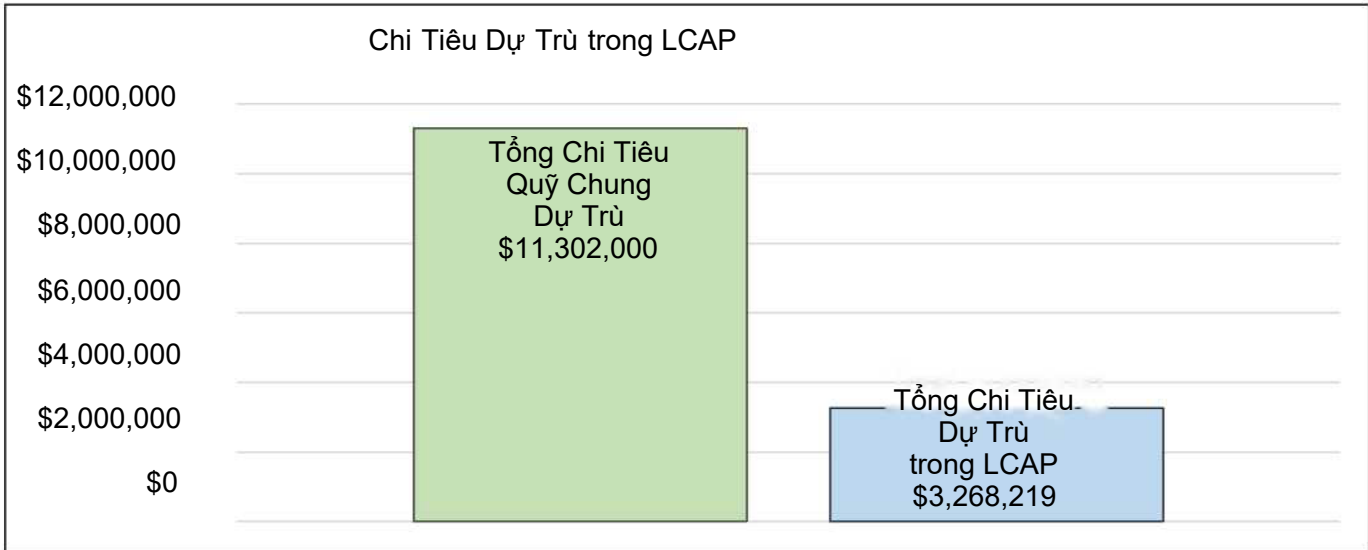 Chi Tiêu Dự Trù trong LCAP
$12,000,000
$10,000,000
$8,000,000
$6,000,000
$4,000,000
$2,000,000
$0
Tổng Chi Tiêu
Quỹ Chung
Dự Trù
$11,302,000
Tổng Chi Tiêu
Dự Trù
trong LCAP
$3,268,219